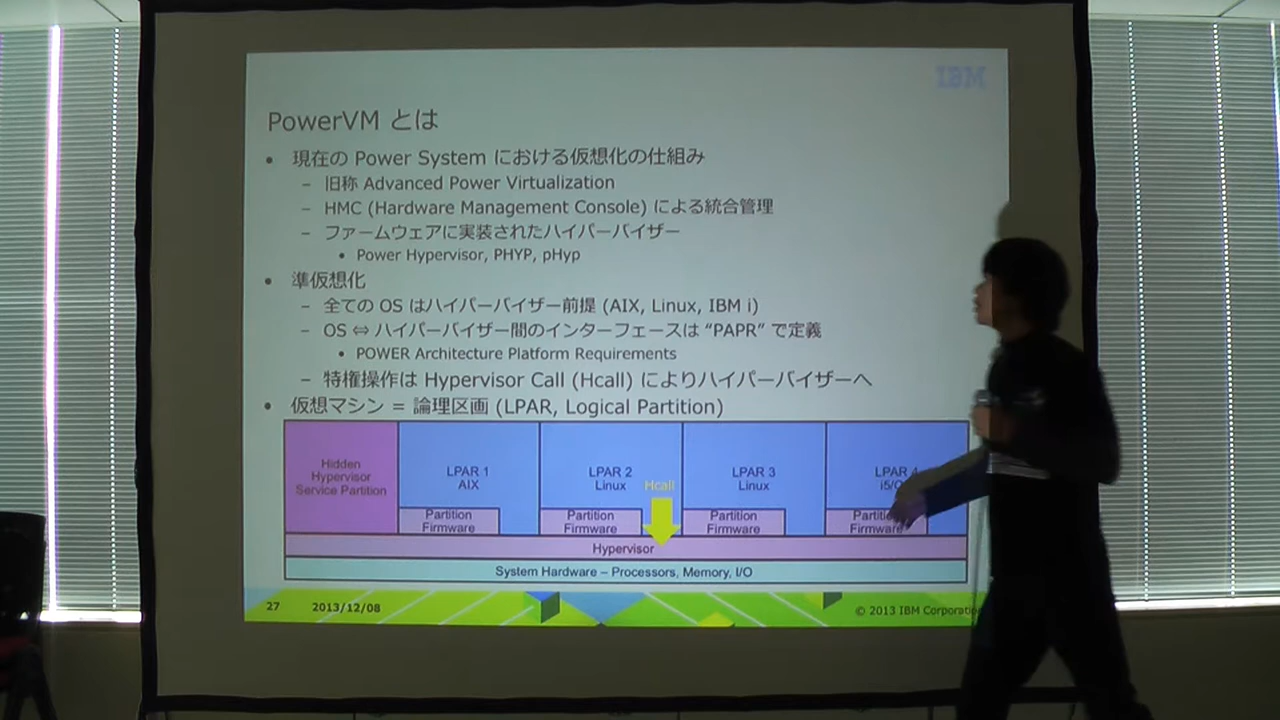 IBM
PowerVM とは
• 現在の Power System における仮想化の仕組み
– 旧称 Advanced Power Virtualization
– HMC (Hardware Management Console) による統合管理
– ファームウェアに実装されたハイパーバイザー
• Power Hypervisor, PHYP, pHyp
• 準仮想化
– 全ての OS はハイパーバイザー前提 (AIX, Linux, IBM i)
– OS ⇔ ハイパーバイザー間のインターフェースは “PAPR” で定義
• POWER Architecture Platform Requirements
– 特権操作は Hypervisor Call (Hcall) によりハイパーバイザーへ
• 仮想マシン = 論理区画 (LPAR, Logical Partition)
Hidden
Hypervisor
Service Partition
LPAR 1
AIX
Partition
Firmware
LPAR 2
Linux
Partition
Firmware
Hcall
LPAR 3
Linux
Partition
Firmware
LPAR 4
Firmware
Hypervisor
System Hardware – Processors, Memory, I/O
27
2013/12/08
© 2013 IBM